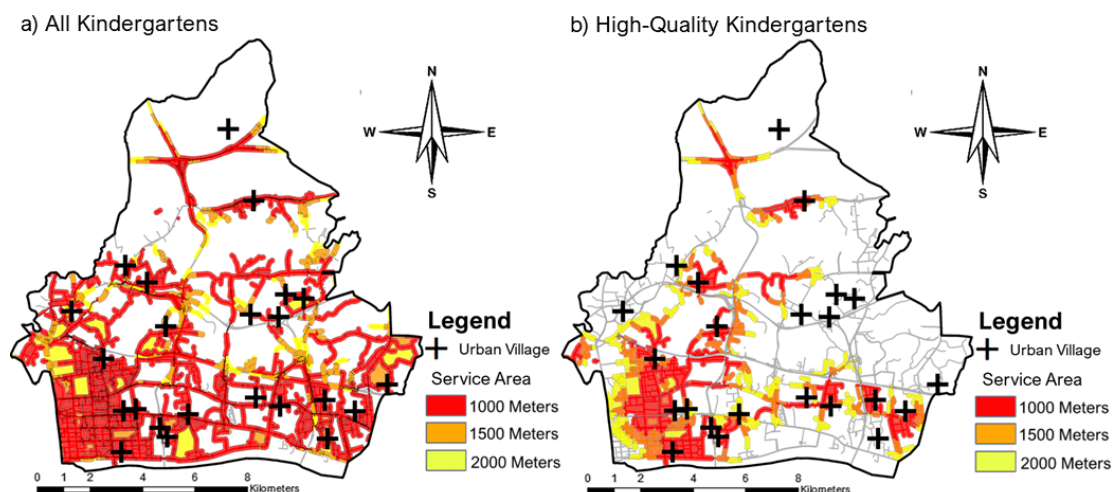 a) All Kindergartens
b) High-Quality Kindergartens
N
W E
S
N
W E
S
Legend
Urban Village
Service Area
1000 Meters
1500 Meters
2000 Meters
0 1 2 4 6 8
Kilometers
Legend
Urban Village
Service Area
1000 Meters
1500 Meters
2000 Meters
0 1 2 4 6 8
Kilometers